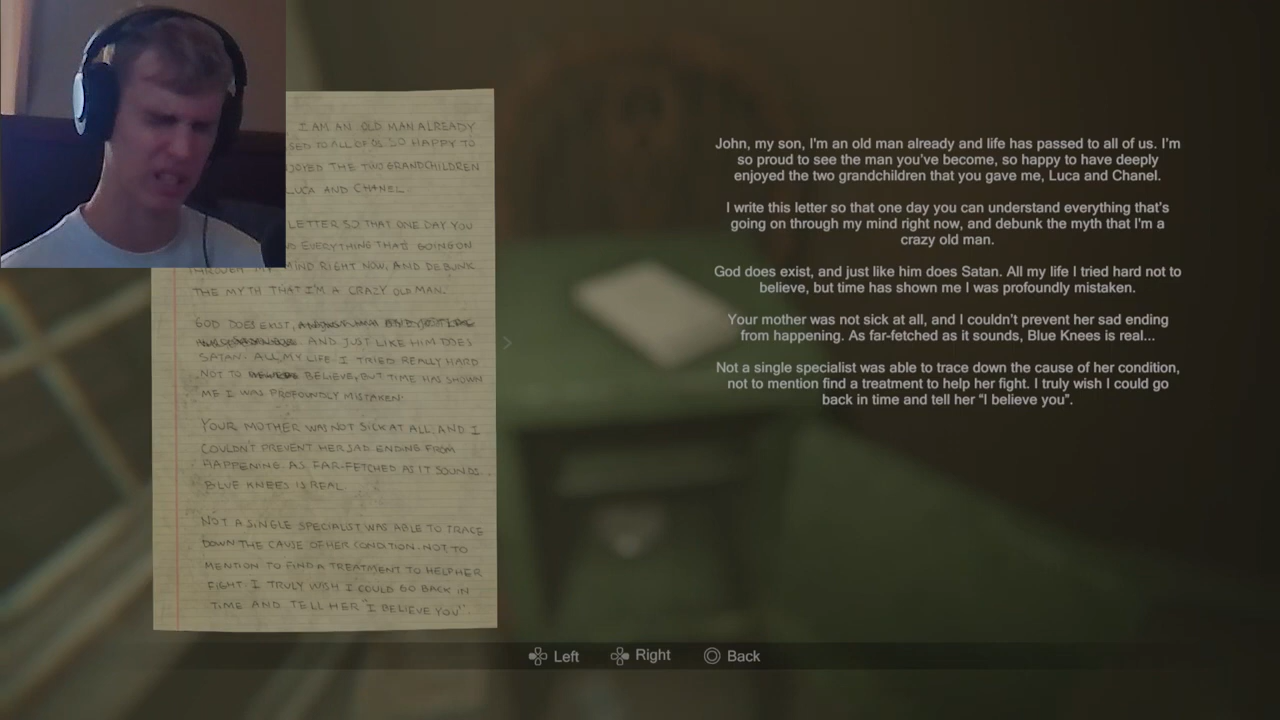 I AM AN OLD MAN ALREADY
SED TO ALL OF US. SO HAPPY TO
JOYED THE TWO GRANDCHILDREN
LUCA AND CHANEL.
LETTER SO THAT ONE DAY YOU
ND EVERYTHING THATS GOING ON
THROUGH MY MIND RIGHT NOW, AND DEBUNK
THE MYTH THAT I'M A CRAZY OLD MAN.
GOD DOES EXIST,
AND JUST LIKE HIM DOES
SATAN. ALL MY LIFE I TRIED REALLY HARD
NOT TO BELIEVE, BUT TIME HAS SHOWN
ME I WAS PROFOUNDLY MISTAKEN.
YOUR MOTHER WAS NOT SICK AT ALL, AND I
COULDN'T PREVENT HER SAD ENDING FROM
HAPPENING. AS FAR-FETCHED AS IT SOUNDS
BLUE KNEES IS REAL
NOT A SINGLE SPECIALIST WAS ABLE TO TRACE
DOWN THE CAUSE OF HER CONDITION. NOT TO
MENTION TO FIND A TREATMENT TO HELP HER
FIGHT. I TRULY WISH I COULD GO BACK IN
TIME AND TELL HER "I BELIEVE YOU".
John, my son, I'm an old man already and life has passed to all of us. I'm
so proud to see the man you've become, so happy to have deeply
enjoyed the two grandchildren that you gave me, Luca and Chanel.
I write this letter so that one day you can understand everything that's
going on through my mind right now, and debunk the myth that I'm a
crazy old man.
God does exist, and just like him does Satan. All my life I tried hard not to
believe, but time has shown me I was profoundly mistaken.
Your mother was not sick at all, and I couldn't prevent her sad ending
from happening. As far-fetched as it sounds, Blue Knees is real...
Not a single specialist was able to trace down the cause of her condition,
not to mention find a treatment to help her fight. I truly wish I could go
back in time and tell her “I believe you”.
Left Right Back